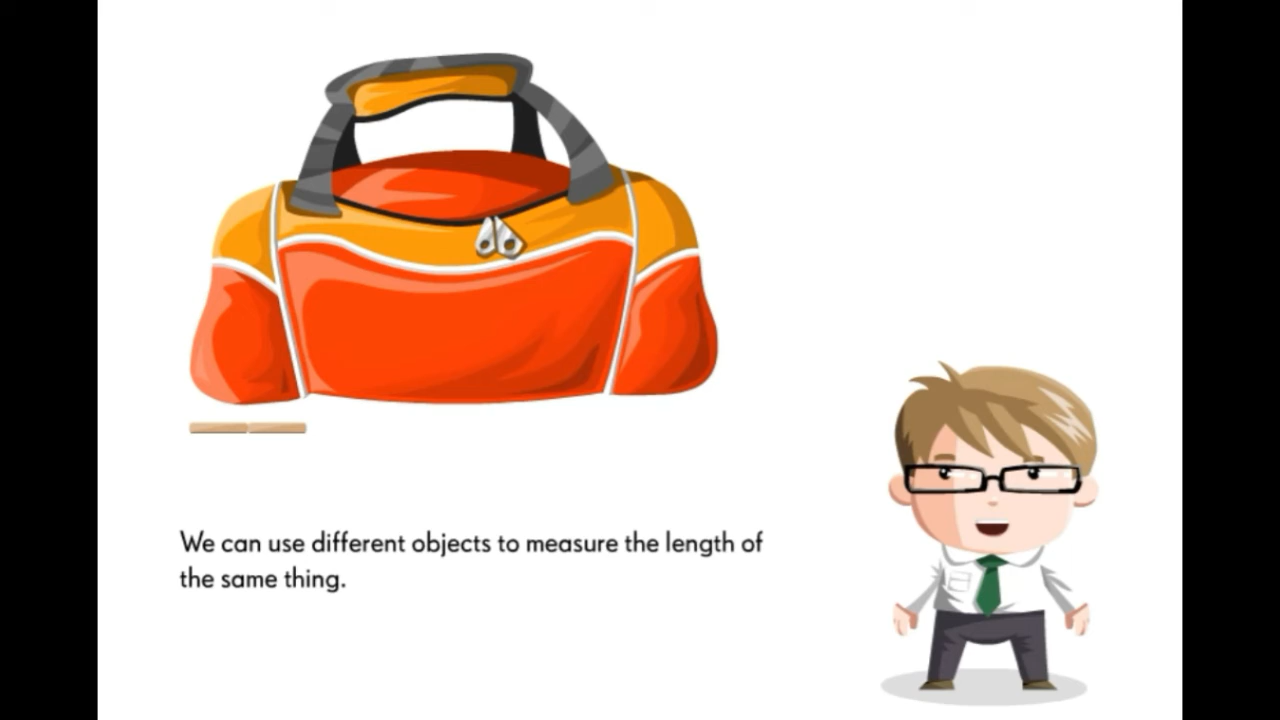 We can use different objects to measure the length of
the same thing.